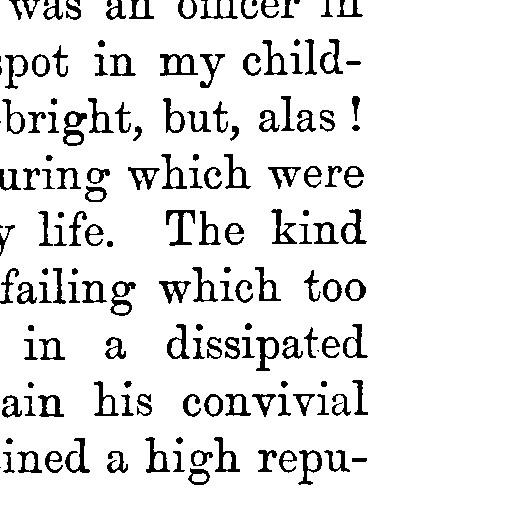 was an officer in
spot in my child-
bright, but, alas !
uring which were
y life. The kind
failing which too
in a dissipated
ain his convivial
ined a high repu-